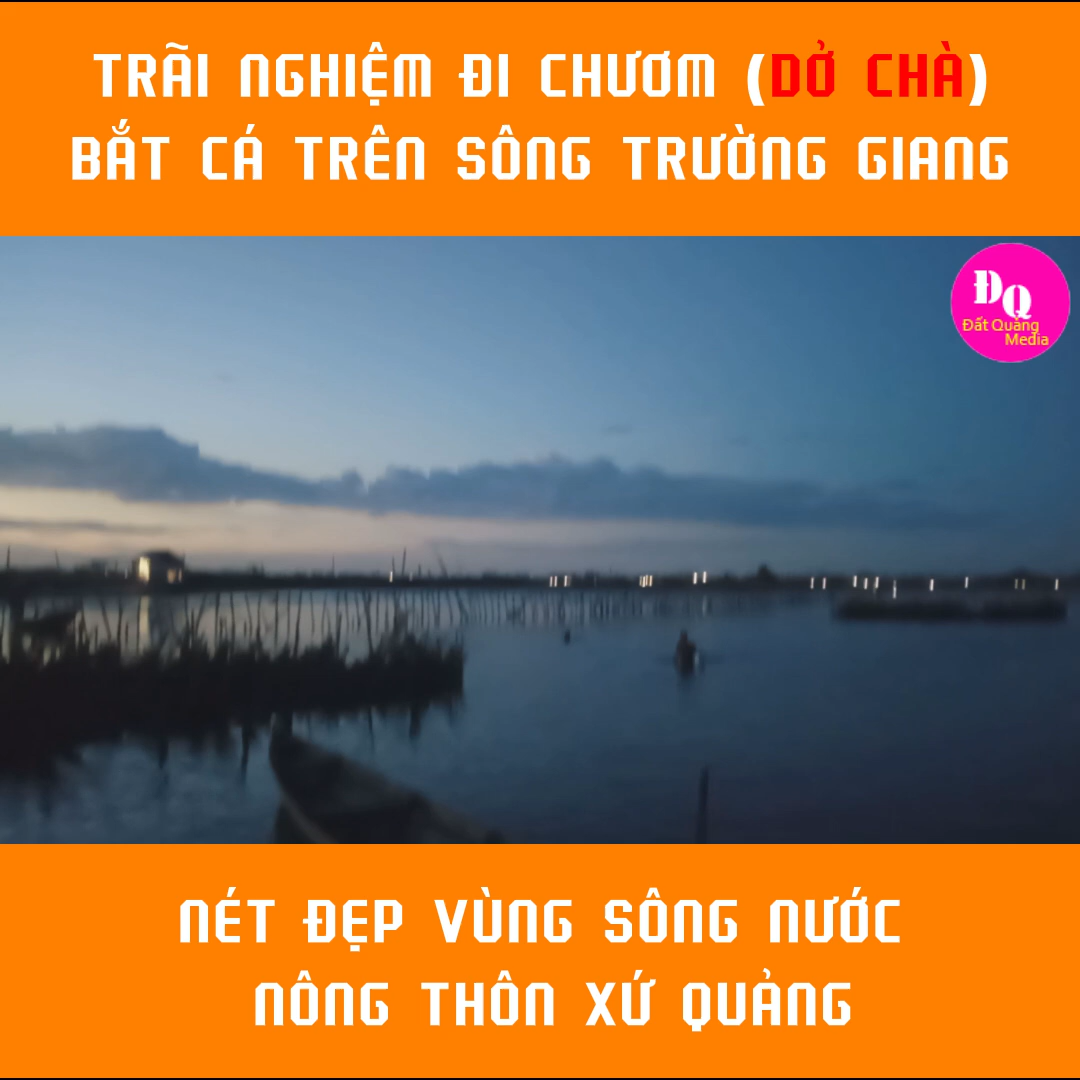 TRÃI NGHIỆM ĐI CHƯƠM (DỞ CHÀ)
BẮT CÁ TRÊN SÔNG TRƯỜNG GIANG
ĐQ
Đất Quảng
Media
NÉT ĐẸP VÙNG SÔNG NƯỚC
NÔNG THÔN XỨ QUẢNG